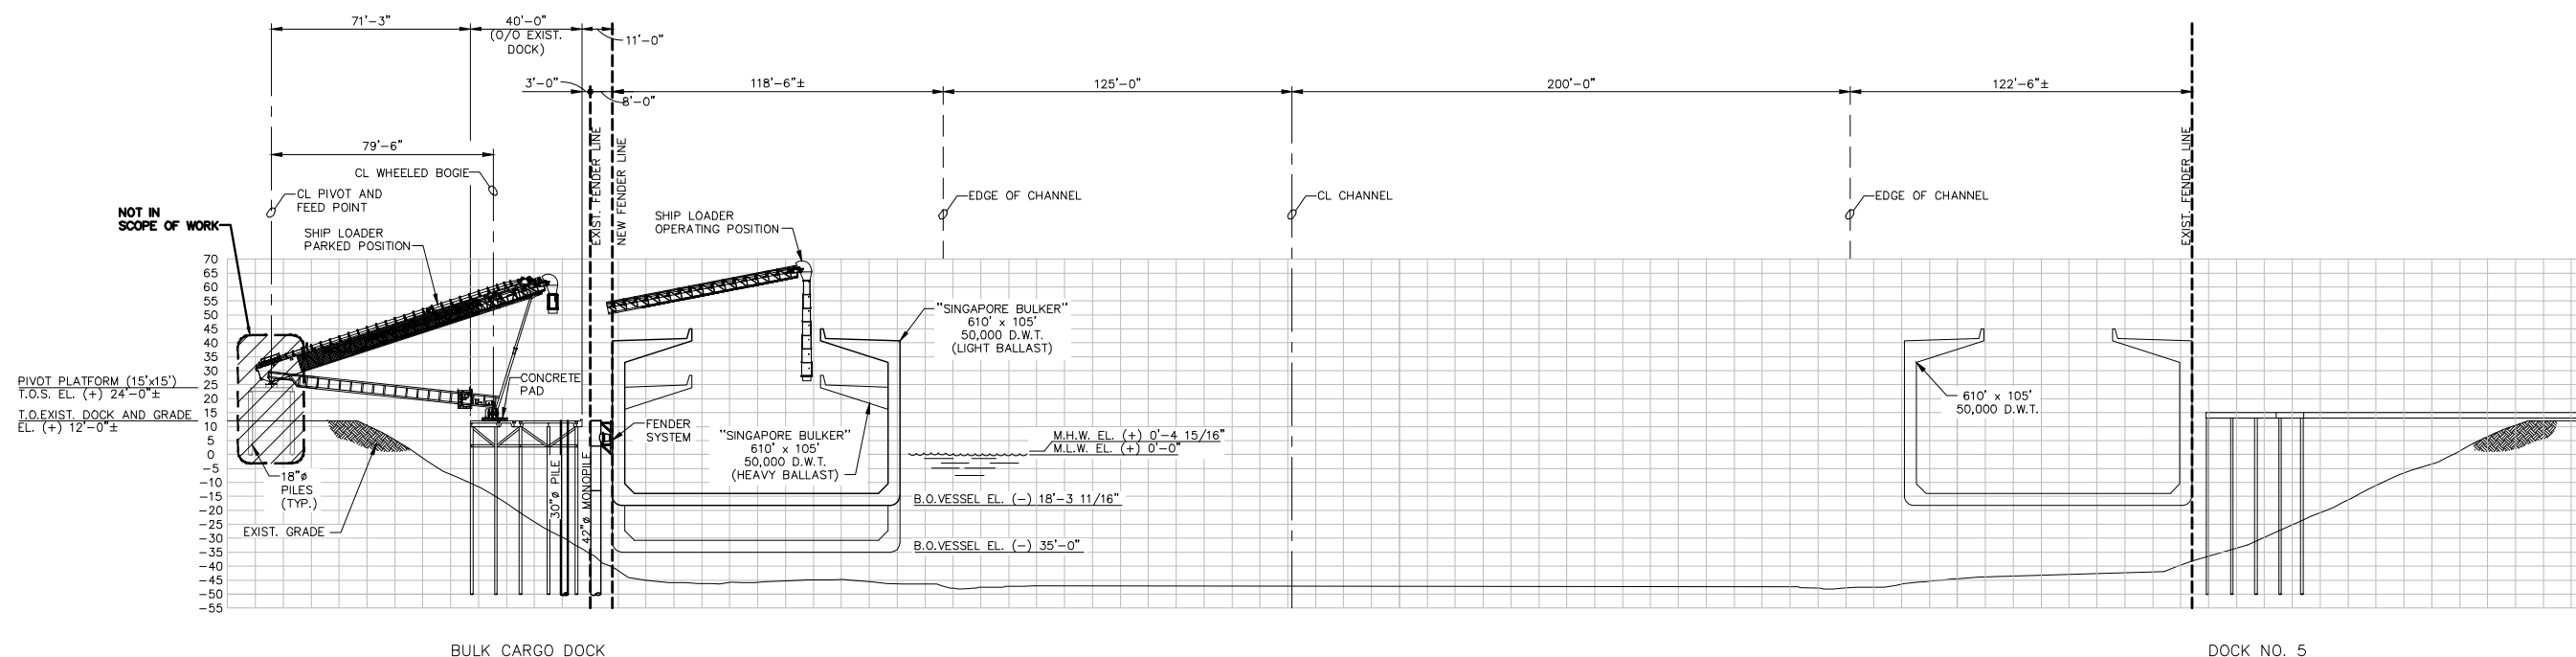 71'-3"
40'-0"
(O/O EXIST.
DOCK)
11'-0"
3'-0"
8'-0"
118'-6"±
125'-0"
200'-0"
122'-6"±
79'-6"
CL WHEELED BOGIE
CL PIVOT AND
FEED POINT
NOT IN
SCOPE OF WORK
SHIP LOADER
PARKED POSITION
EXIST. FENDER LINE
NEW FENDER LINE
SHIP LOADER
OPERATING POSITION
EDGE OF CHANNEL
CL CHANNEL
EDGE OF CHANNEL
EXIST. FENDER LINE
70
65
60
55
50
45
40
35
30
25
20
15
10
5
0
-5
-10
-15
-20
-25
-30
-35
-40
-45
-50
-55
PIVOT PLATFORM (15'x15')
T.O.S. EL. (+) 24'-0"±
T.O.EXIST. DOCK AND GRADE
EL. (+) 12'-0"±
18"ø
PILES
(TYP.)
EXIST. GRADE
CONCRETE
PAD
FENDER
SYSTEM
30"ø PILE
42"ø MONOPILE
"SINGAPORE BULKER"
610' x 105'
50,000 D.W.T.
(LIGHT BALLAST)
"SINGAPORE BULKER"
610' x 105'
50,000 D.W.T.
(HEAVY BALLAST)
M.H.W. EL. (+) 0'-4 15/16"
M.L.W. EL. (+) 0'-0"
B.O.VESSEL EL. (-) 18'-3 11/16"
B.O.VESSEL EL. (-) 35'-0"
610' x 105'
50,000 D.W.T.
BULK CARGO DOCK
DOCK NO. 5